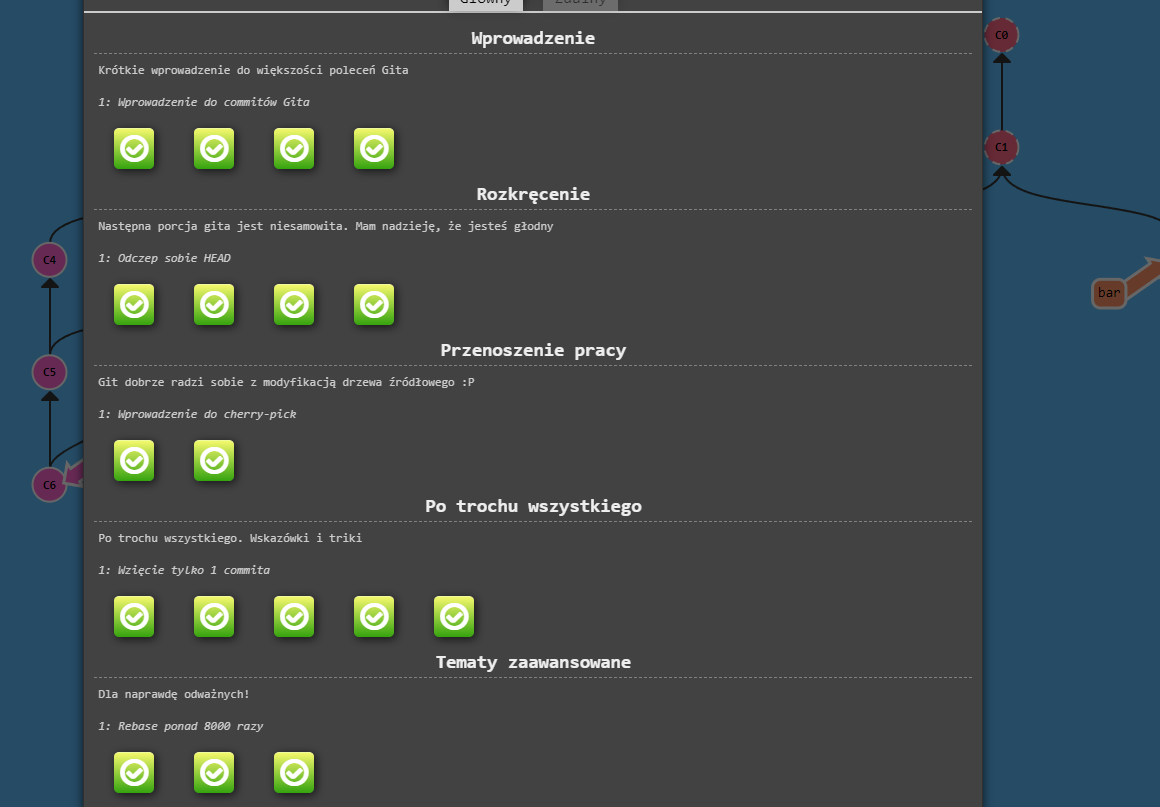 Główny Zdalny
Wprowadzenie
Krótkie wprowadzenie do większości poleceń Gita
1: Wprowadzenie do commitów Gita
Rozkręcenie
Następna porcja gita jest niesamowita. Mam nadzieję, że jesteś głodny
1: Odczep sobie HEAD
Przenoszenie pracy
Git dobrze radzi sobie z modyfikacją drzewa źródłowego :P
1: Wprowadzenie do cherry-pick
Po trochu wszystkiego
Po trochu wszystkiego. Wskazówki i triki
1: Wzięcie tylko 1 commita
Tematy zaawansowane
Dla naprawdę odważnych!
1: Rebase ponad 8000 razy
C4
C5
C6
C0
C1
bar